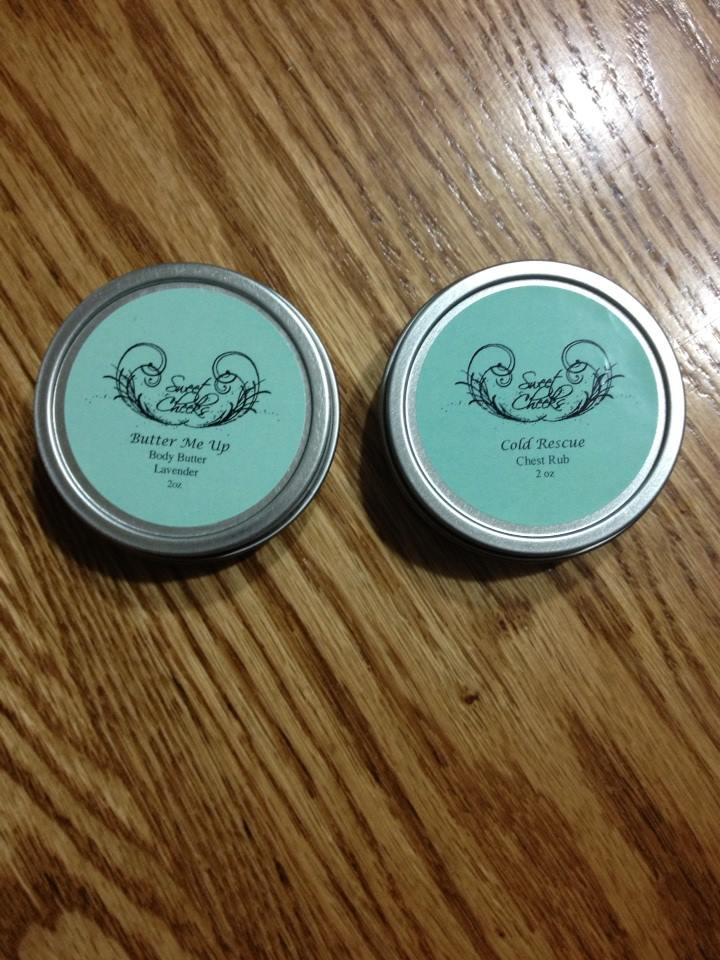 Sweet
Cheeks
Butter Me Up
Body Butter
Lavender
2oz
Sweet
Cheeks
Cold Rescue
Chest Rub
2 oz